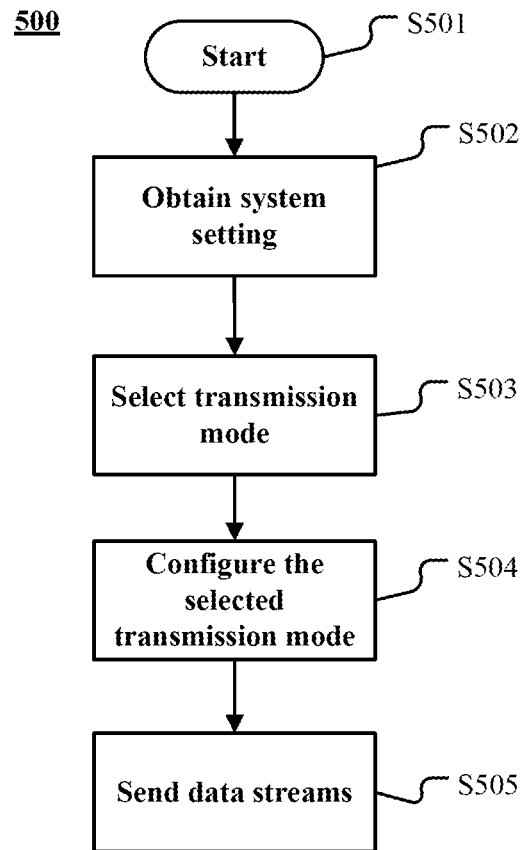 500
Start
S501
Obtain system
setting
S502
Select transmission
mode
S503
Configure the
selected
transmission mode
S504
Send data streams
S505